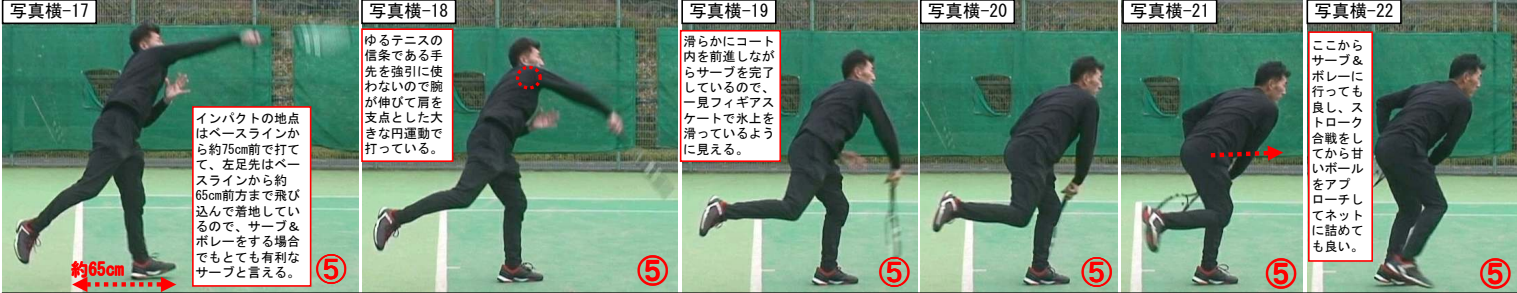 写真横-17
インパクトの地点
はベースラインか
ら約75cm前で打て
て、左足先はベー
スラインから約
65cm前方まで飛び
込んで着地してい
るので、サーブ＆
ボレーをする場合
でもとても有利な
サーブと言える。
約65cm
⑤
写真横-18
ゆるテニスの
信条である手
先を強引に使
わないので腕
が伸びて肩を
支点とした大
きな円運動で
打っている。
⑤
写真横-19
滑らかにコート
内を前進しなが
らサーブを完了
しているので、
一見フィギアス
ケートで氷上を
滑っているよう
に見える。
⑤
写真横-20
⑤
写真横-21
⑤
写真横-22
ここから
サーブ＆
ボレーに
行っても
良し、ス
トローク
合戦をし
てから甘
いボール
をアプ
ローチし
てネット
に詰めて
も良い。
⑤